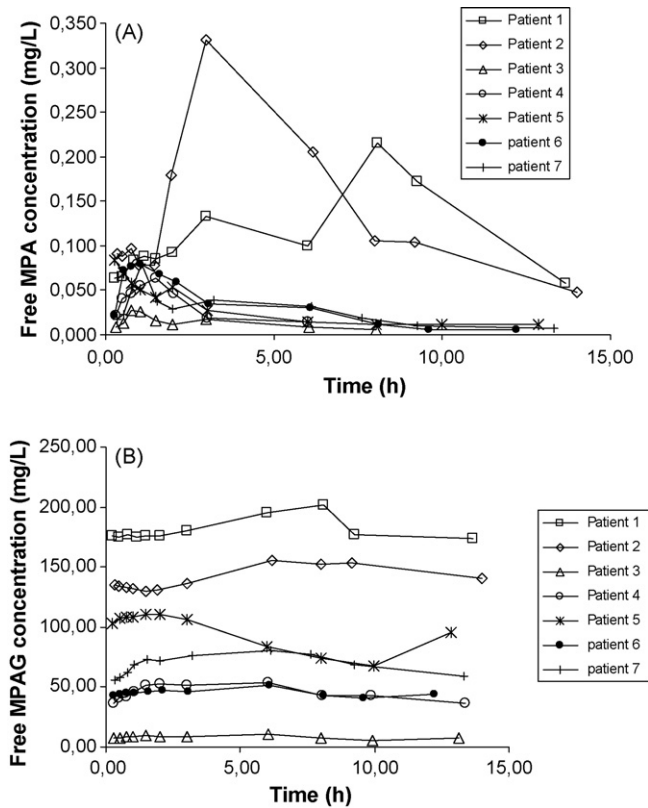 (A)
Free MPA concentration (mg/L)
0,350
0,300
0,250
0,200
0,150
0,100
0,050
0,000
0,00 5,00 10,00 15,00
Time (h)
Patient 1
Patient 2
Patient 3
Patient 4
Patient 5
patient 6
patient 7
(B)
Free MPAG concentration (mg/L)
250,00
200,00
150,00
100,00
50,00
0,00
0,00 5,00 10,00 15,00
Time (h)
Patient 1
Patient 2
Patient 3
Patient 4
Patient 5
patient 6
patient 7